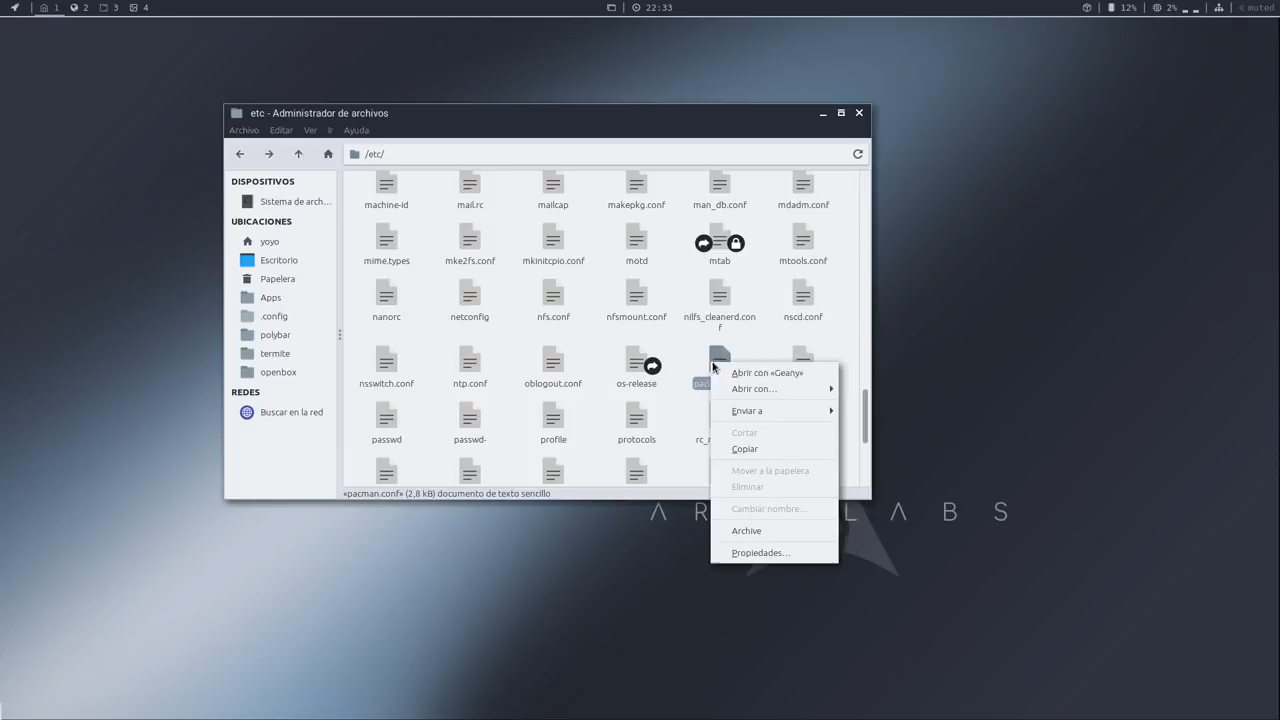 1 2 3 4 22:33 12% 2% muted
etc - Administrador de archivos
Archivo Editar Ver Ir Ayuda
/etc/
DISPOSITIVOS
Sistema de arch...
UBICACIONES
yoyo
Escritorio
Papelera
Apps
.config
polybar
termite
openbox
REDES
Buscar en la red
machine-id mail.rc mailcap makepkg.conf man_db.conf mdadm.conf
mime.types mke2fs.conf mkinitcpio.conf motd mtab mtools.conf
nanorc netconfig nfs.conf nfsmount.conf nilfs_cleanerd.con nscd.conf
f
nsswitch.conf ntp.conf oblogout.conf os-release
passwd passwd- profile protocols
Abrir con «Geany»
Abrir con...
Enviar a
Cortar
Copiar
Mover a la papelera
Eliminar
Cambiar nombre...
Archive
Propiedades...
«pacman.conf» (2,8 kB) documento de texto sencillo
A R L A B S